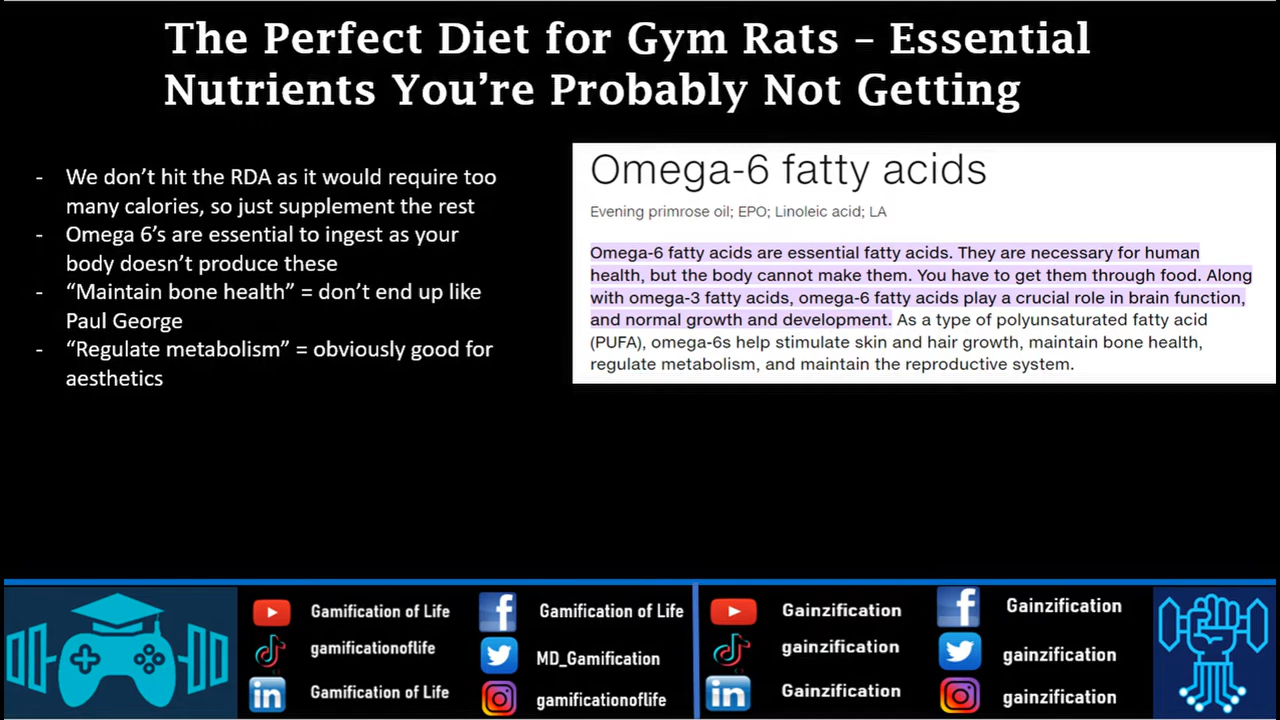 The Perfect Diet for Gym Rats – Essential
Nutrients You’re Probably Not Getting
- We don’t hit the RDA as it would require too
many calories, so just supplement the rest
- Omega 6’s are essential to ingest as your
body doesn’t produce these
- “Maintain bone health” = don’t end up like
Paul George
- “Regulate metabolism” = obviously good for
aesthetics
Omega-6 fatty acids
Evening primrose oil; EPO; Linoleic acid; LA
Omega-6 fatty acids are essential fatty acids. They are necessary for human
health, but the body cannot make them. You have to get them through food. Along
with omega-3 fatty acids, omega-6 fatty acids play a crucial role in brain function,
and normal growth and development. As a type of polyunsaturated fatty acid
(PUFA), omega-6s help stimulate skin and hair growth, maintain bone health,
regulate metabolism, and maintain the reproductive system.
Gamification of Life
gamificationoflife
in Gamification of Life
f Gamification of Life
MD_Gamification
gamificationoflife
Gainzification
gainzification
in Gainzification
f Gainzification
gainzification
gainzification